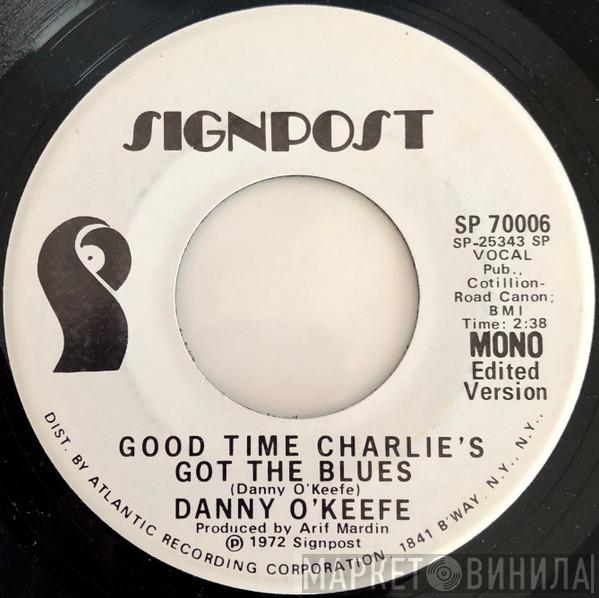 SIGNPOST
SP 70006
SP-25343 SP
VOCAL
Pub.,
Cotillion-
Road Canon;
BMI
Time: 2:38
MONO
Edited
Version
GOOD TIME CHARLIE'S
GOT THE BLUES
(Danny O'Keefe)
DANNY O'KEEFE
Produced by Arif Mardin
Ⓟ 1972 Signpost
DIST. BY ATLANTIC RECORDING CORPORATION, 1841 B'WAY, N.Y., N.Y.,
МАРКЕТ ВИНИЛА